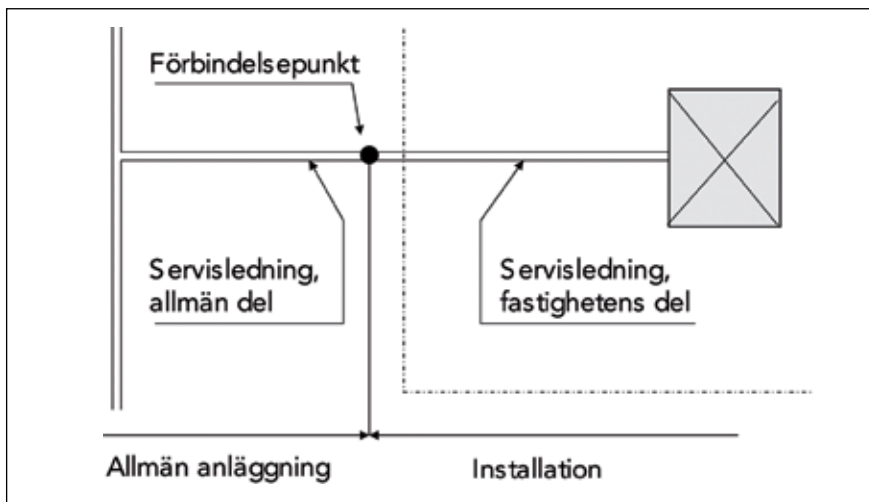 Förbindelsepunkt
Servisledning,
allmän del
Servisledning,
fastighetens del
Allmän anläggning
Installation